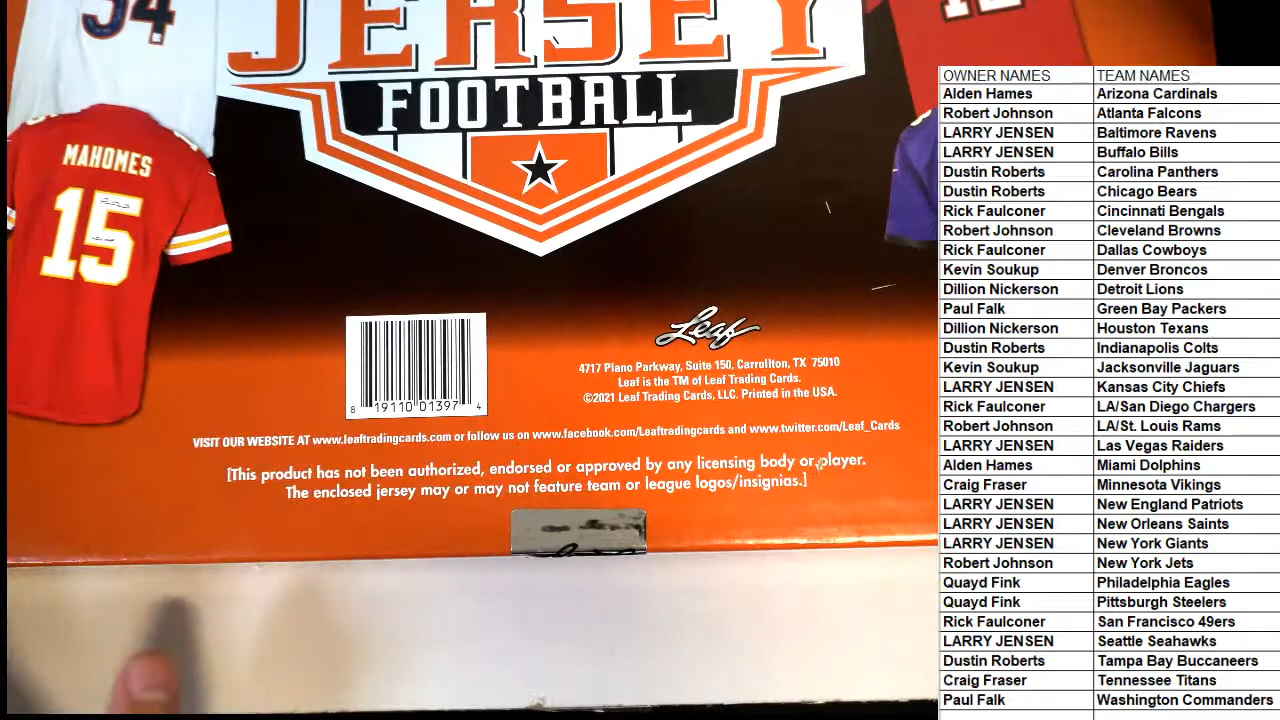 34
JERSEY
FOOTBALL
MAHOMES
15
Leaf
4717 Plano Parkway, Suite 150, Carrollton, TX 75010
Leaf is the TM of Leaf Trading Cards.
©2021 Leaf Trading Cards, LLC. Printed in the USA.
8 19110 01397 4
VISIT OUR WEBSITE AT www.leaftradingcards.com or follow us on www.facebook.com/Leaftradingcards and www.twitter.com/Leaf_Cards
[This product has not been authorized, endorsed or approved by any licensing body or player.
The enclosed jersey may or may not feature team or league logos/insignias.]
OWNER NAMES TEAM NAMES
Alden Hames Arizona Cardinals
Robert Johnson Atlanta Falcons
LARRY JENSEN Baltimore Ravens
LARRY JENSEN Buffalo Bills
Dustin Roberts Carolina Panthers
Dustin Roberts Chicago Bears
Rick Faulconer Cincinnati Bengals
Robert Johnson Cleveland Browns
Rick Faulconer Dallas Cowboys
Kevin Soukup Denver Broncos
Dillion Nickerson Detroit Lions
Paul Falk Green Bay Packers
Dillion Nickerson Houston Texans
Dustin Roberts Indianapolis Colts
Kevin Soukup Jacksonville Jaguars
LARRY JENSEN Kansas City Chiefs
Rick Faulconer LA/San Diego Chargers
Robert Johnson LA/St. Louis Rams
LARRY JENSEN Las Vegas Raiders
Alden Hames Miami Dolphins
Craig Fraser Minnesota Vikings
LARRY JENSEN New England Patriots
LARRY JENSEN New Orleans Saints
LARRY JENSEN New York Giants
Robert Johnson New York Jets
Quayd Fink Philadelphia Eagles
Quayd Fink Pittsburgh Steelers
Rick Faulconer San Francisco 49ers
LARRY JENSEN Seattle Seahawks
Dustin Roberts Tampa Bay Buccaneers
Craig Fraser Tennessee Titans
Paul Falk Washington Commanders